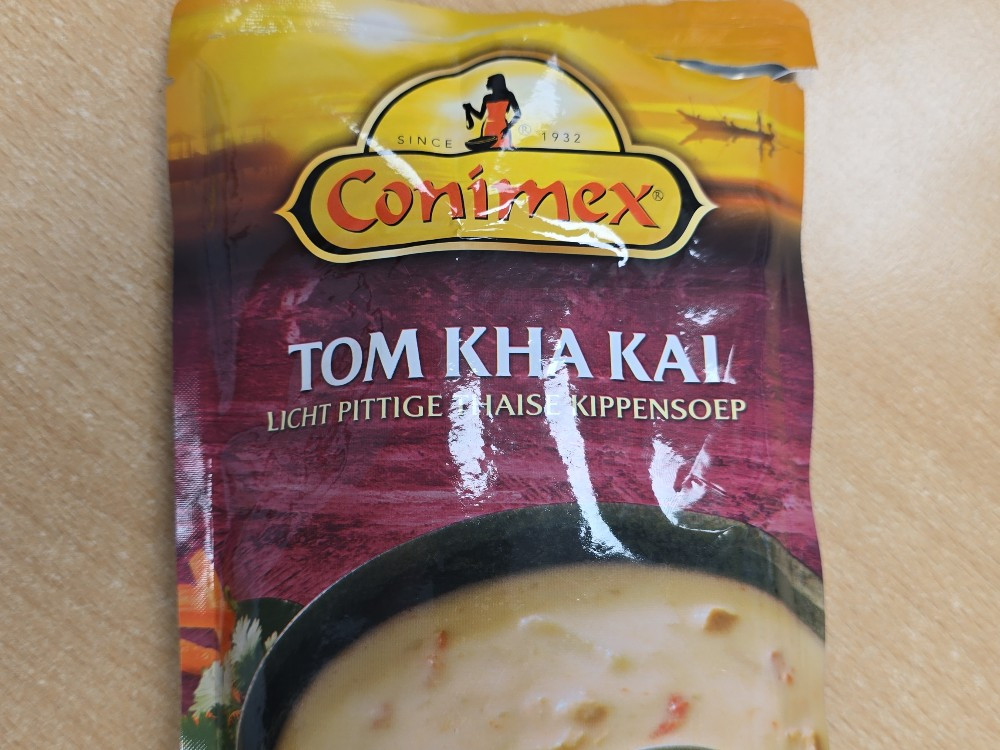 SINCE ® 1932
Conimex®
TOM KHA KAI
LICHT PITTIGE THAISE KIPPENSOEP